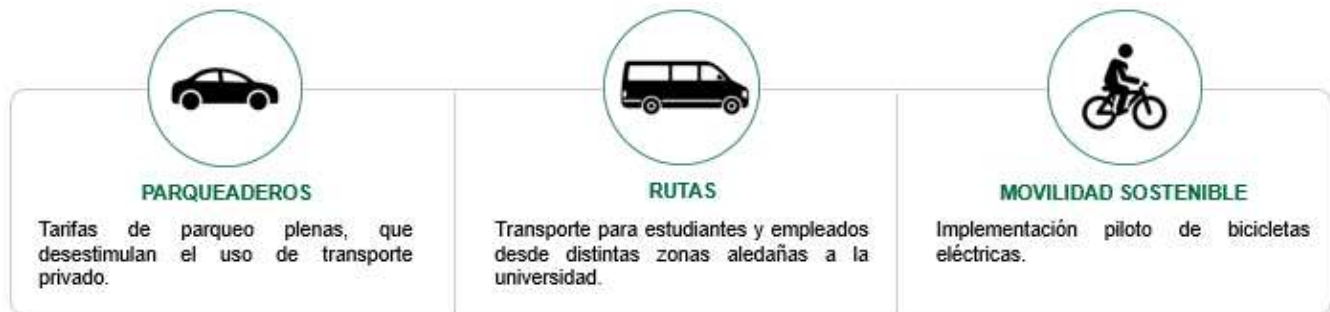 PARQUEADEROS
Tarifas de parqueo plenas, que
desestimulan el uso de transporte
privado.
RUTAS
Transporte para estudiantes y empleados
desde distintas zonas aledañas a la
universidad.
MOVILIDAD SOSTENIBLE
Implementación piloto de bicicletas
eléctricas.